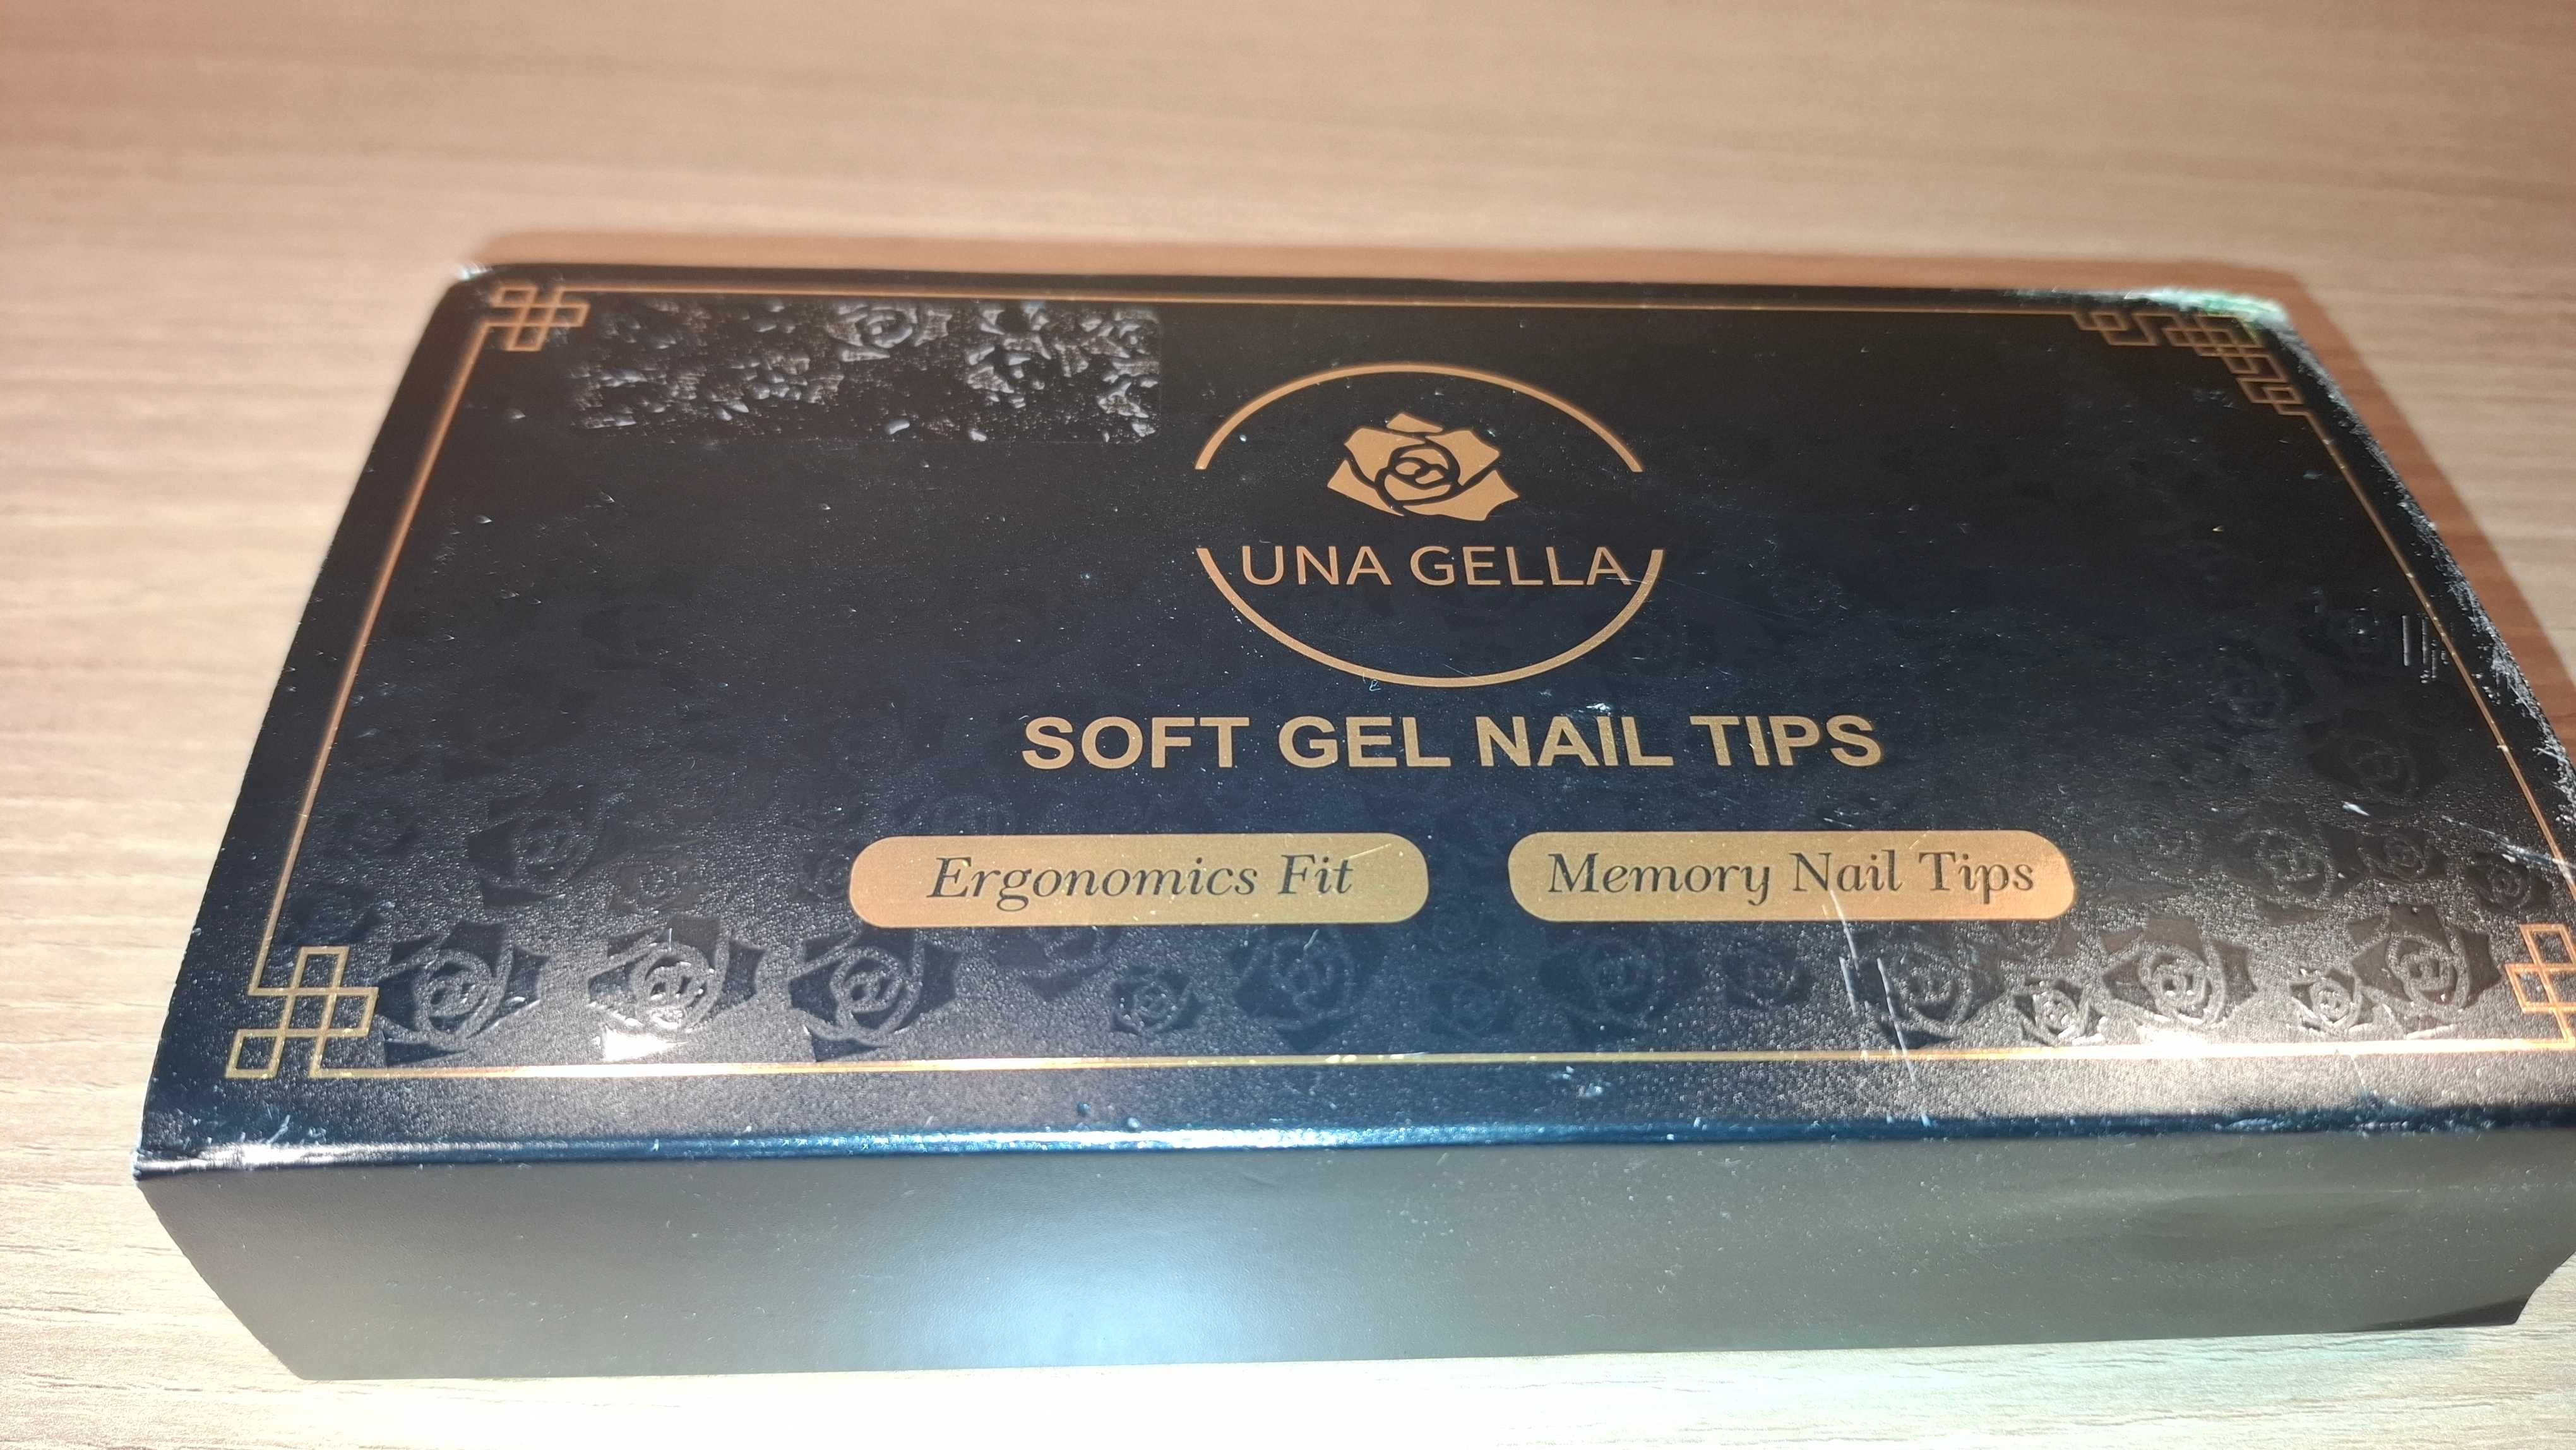 UNA GELLA
SOFT GEL NAIL TIPS
Ergonomics Fit
Memory Nail Tips